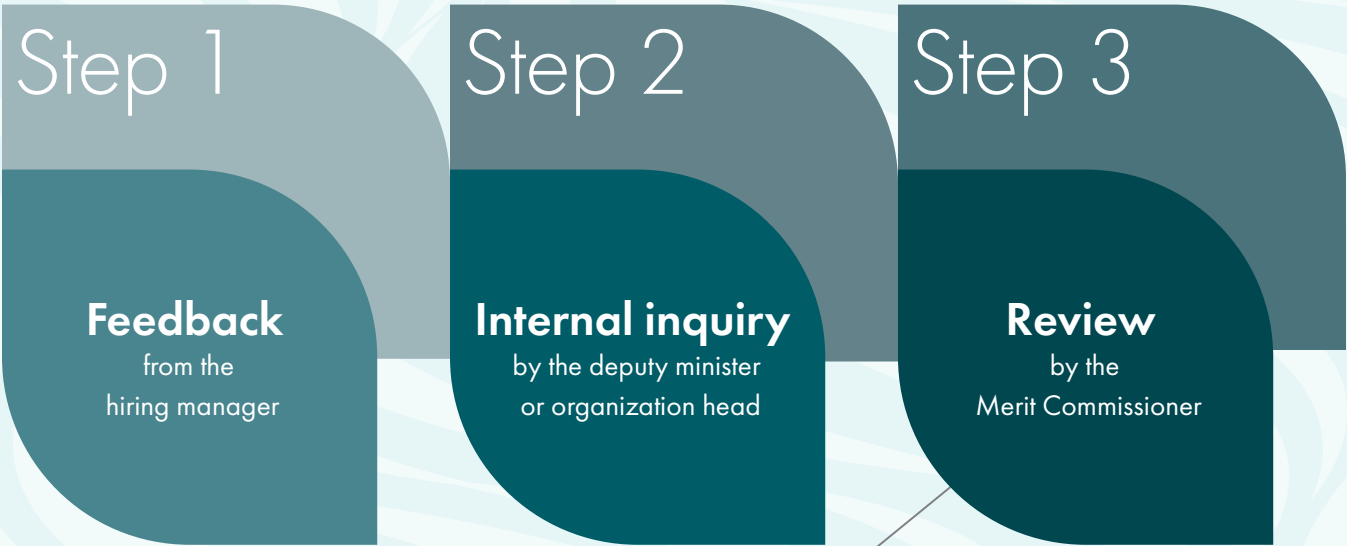 Step 1
Feedback
from the
hiring manager
Step 2
Internal inquiry
by the deputy minister
or organization head
Step 3
Review
by the
Merit Commissioner